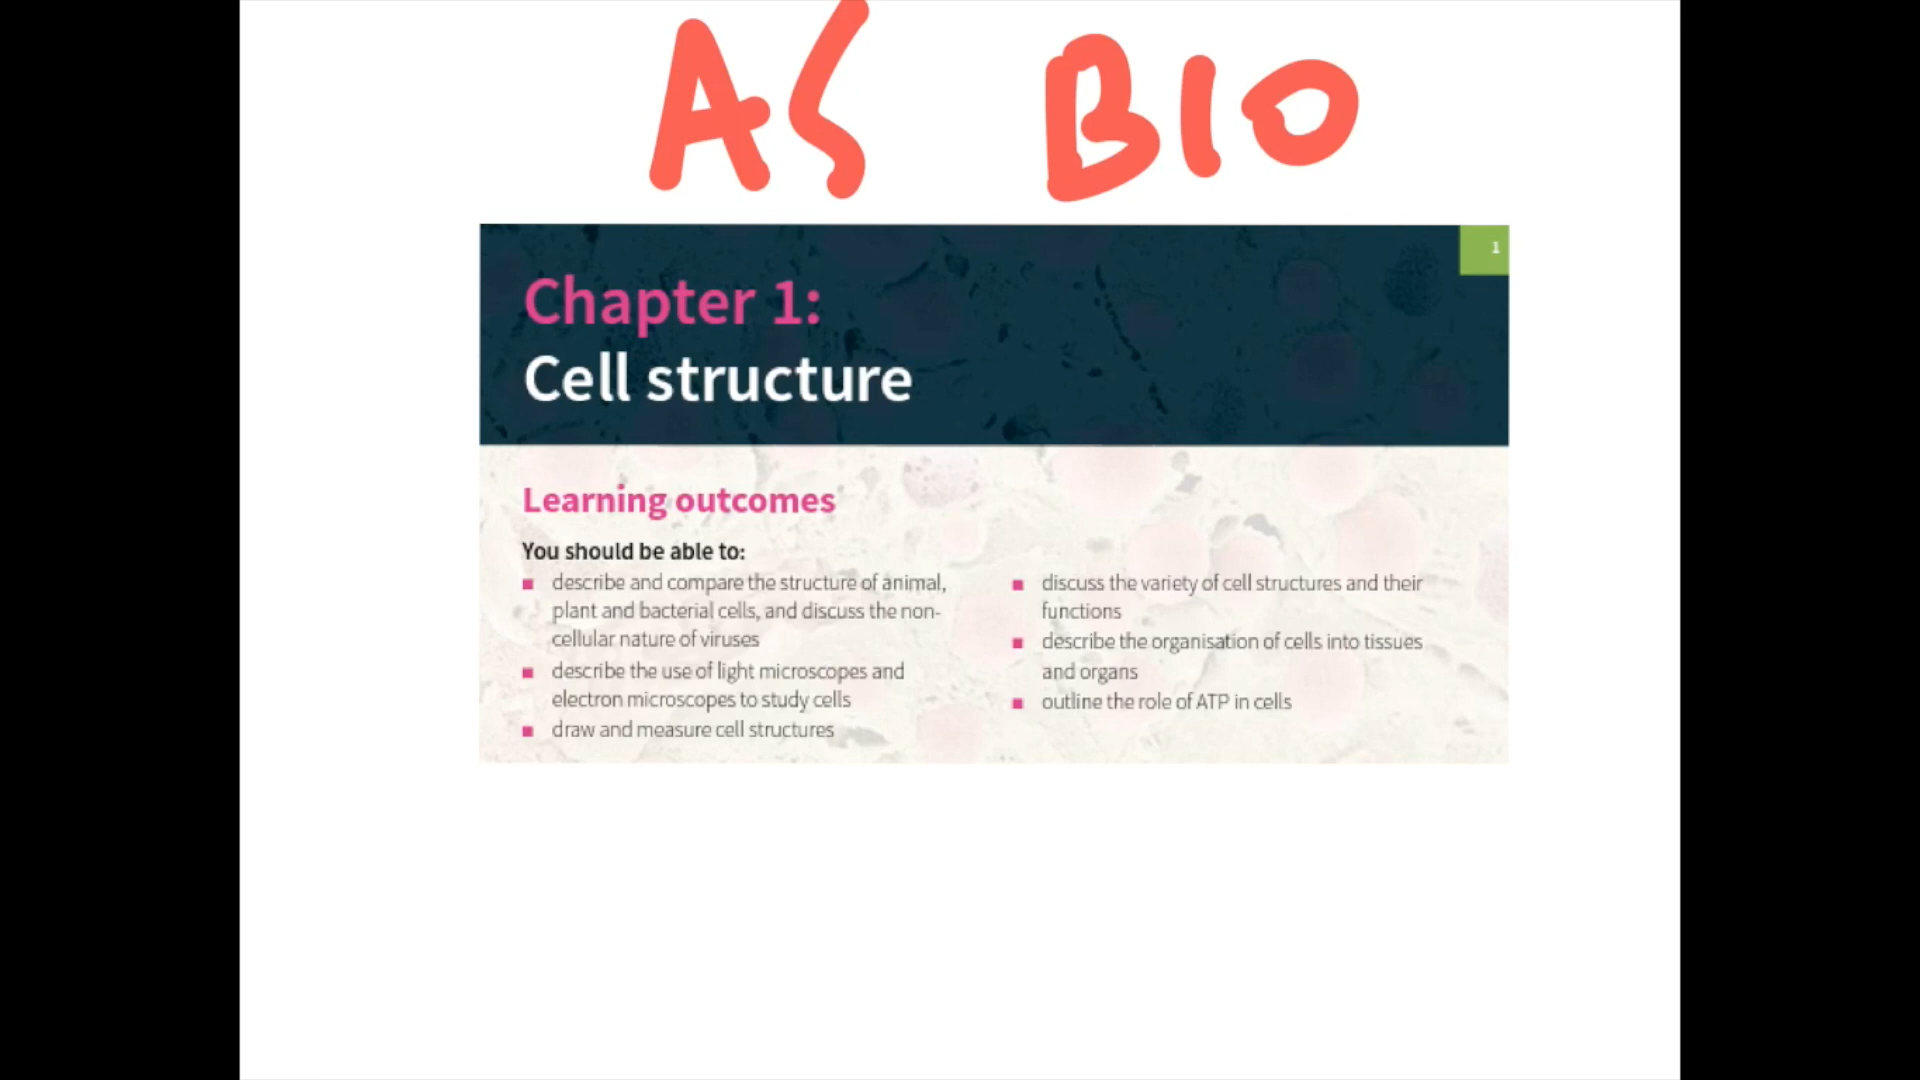 AS BIO
1
Chapter 1:
Cell structure
Learning outcomes
You should be able to:
■ describe and compare the structure of animal,
plant and bacterial cells, and discuss the non-
cellular nature of viruses
■ describe the use of light microscopes and
electron microscopes to study cells
■ draw and measure cell structures
■ discuss the variety of cell structures and their
functions
■ describe the organisation of cells into tissues
and organs
■ outline the role of ATP in cells